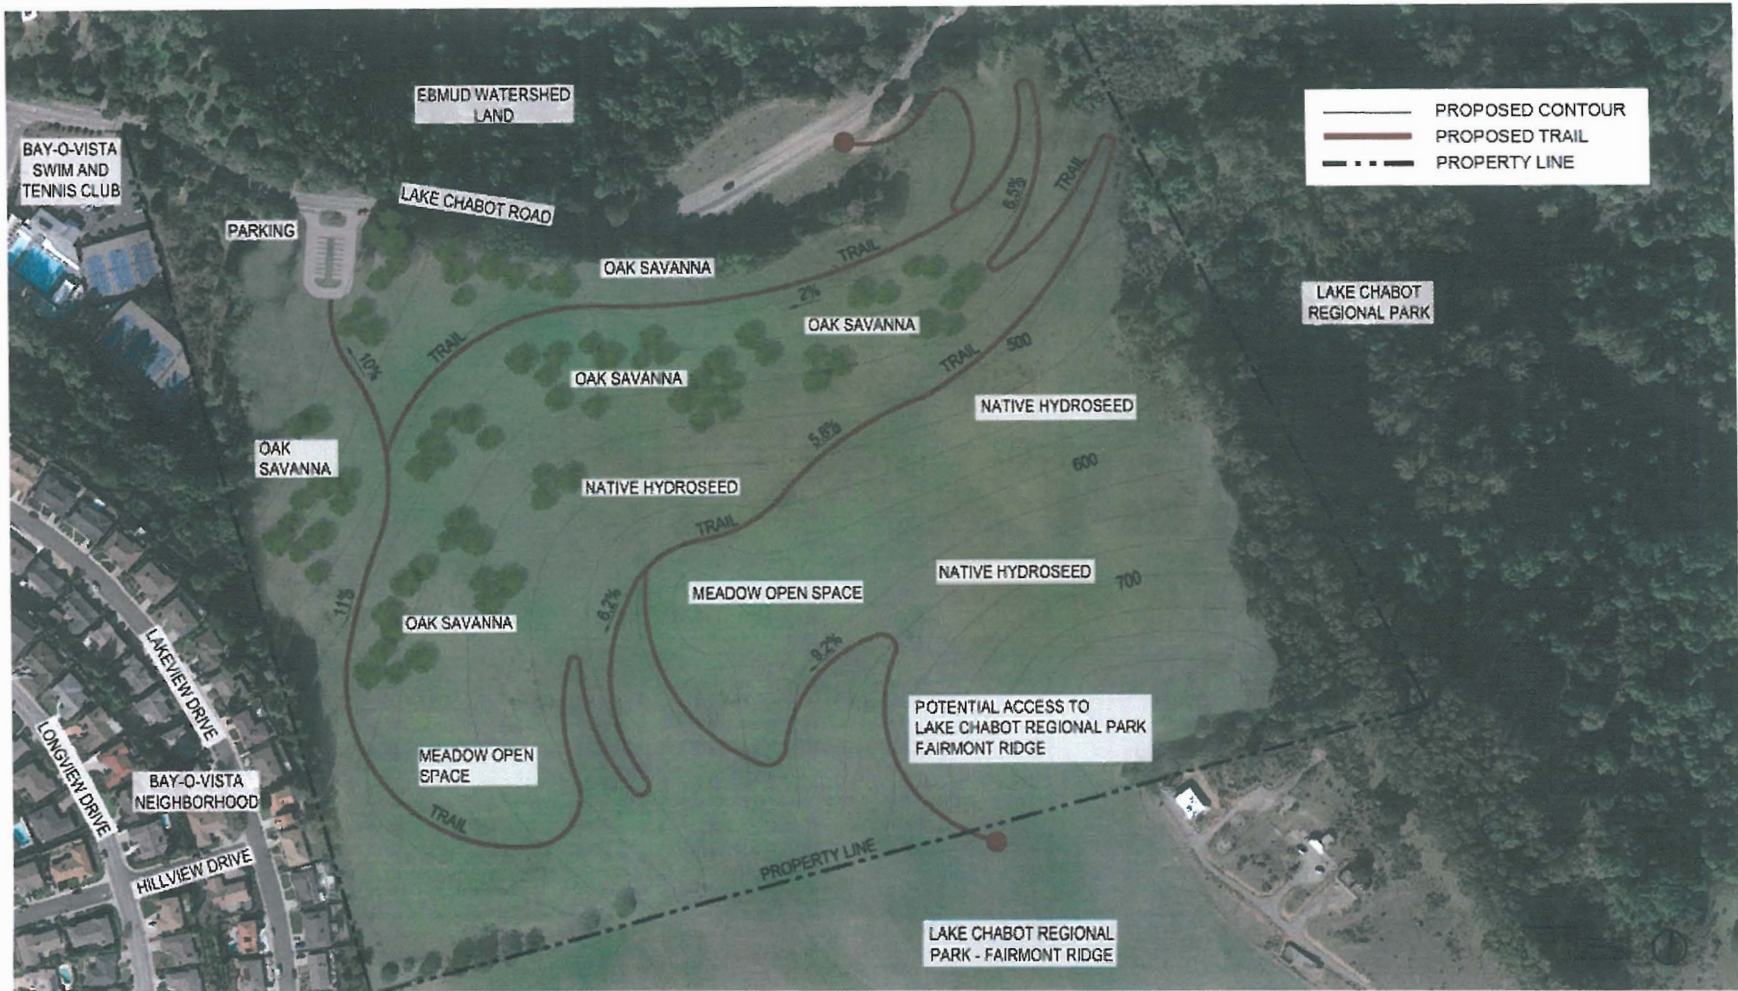 EBMUD WATERSHED
LAND
PROPOSED CONTOUR
PROPOSED TRAIL
PROPERTY LINE
BAY-O-VISTA
SWIM AND
TENNIS CLUB
LAKE CHABOT ROAD
PARKING
TRAIL
6.8%
TRAIL
OAK SAVANNA
2%
OAK SAVANNA
LAKE CHABOT
REGIONAL PARK
10%
TRAIL
OAK SAVANNA
TRAIL
500
NATIVE HYDROSEED
5.8%
OAK
SAVANNA
600
NATIVE HYDROSEED
TRAIL
NATIVE HYDROSEED
700
11%
6.2%
MEADOW OPEN SPACE
OAK SAVANNA
9.2%
LAKEVIEW DRIVE
POTENTIAL ACCESS TO
LAKE CHABOT REGIONAL PARK
FAIRMONT RIDGE
LONGVIEW DRIVE
MEADOW OPEN
SPACE
BAY-O-VISTA
NEIGHBORHOOD
TRAIL
HILLVIEW DRIVE
PROPERTY LINE
LAKE CHABOT REGIONAL
PARK - FAIRMONT RIDGE